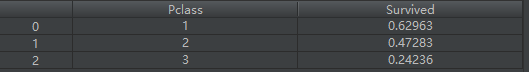 Pclass Survived
0 1 0.62963
1 2 0.47283
2 3 0.24236